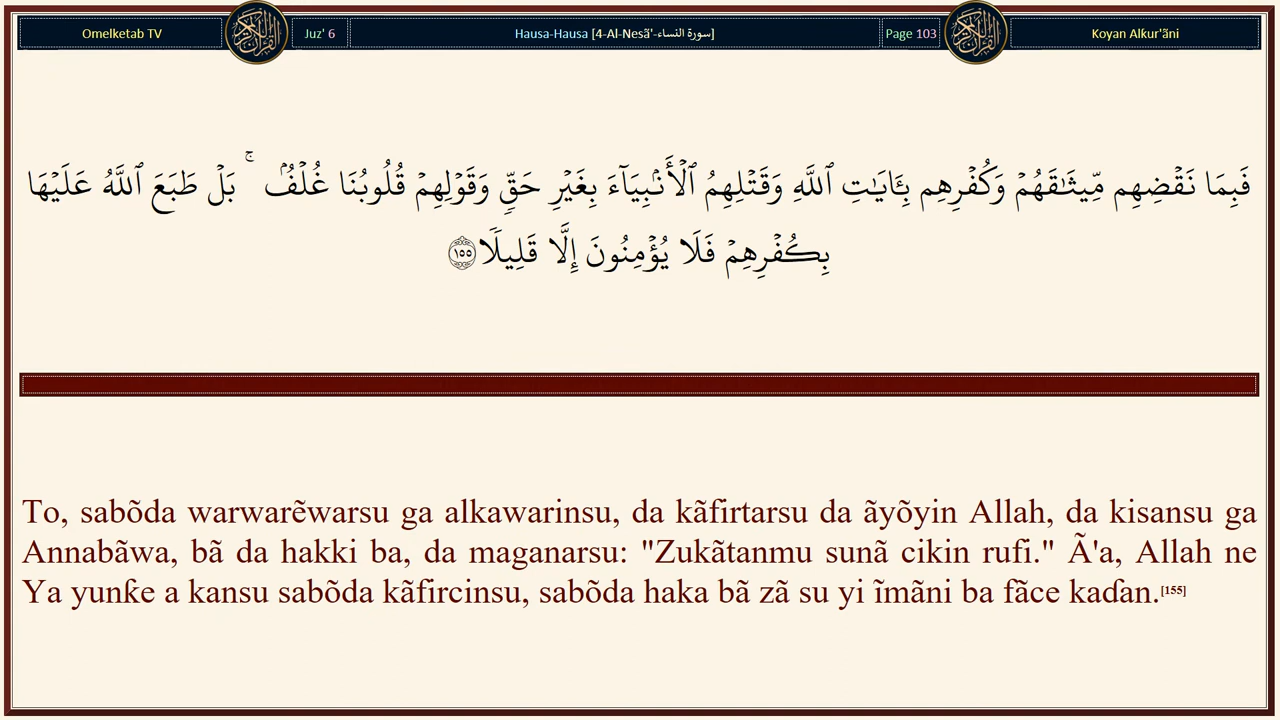 Omelketab TV
Juz' 6
Hausa-Hausa [4-Al-Nesã'-سورة النساء]
Page 103
Koyan Alƙur'ãni
فَبِمَا نَقۡضِهِم مِّيثَٰقَهُمۡ وَكُفۡرِهِم بِـَٔايَٰتِ ٱللَّهِ وَقَتۡلِهِمُ ٱلۡأَنۢبِيَآءَ بِغَيۡرِ حَقّٖ وَقَوۡلِهِمۡ قُلُوبُنَا غُلۡفُۢۚ بَلۡ طَبَعَ ٱللَّهُ عَلَيۡهَا
بِكُفۡرِهِمۡ فَلَا يُؤۡمِنُونَ إِلَّا قَلِيلٗا ١٥٥
To, sabõda warwarẽwarsu ga alkawarinsu, da kãfirtarsu da ãyõyin Allah, da kisansu ga
Annabãwa, bã da hakki ba, da maganarsu: "Zukãtanmu sunã cikin rufi." Ã'a, Allah ne
Ya yunƙe a kansu sabõda kãfircinsu, sabõda haka bã zã su yi ĩmãni ba fãce kaɗan.[155]